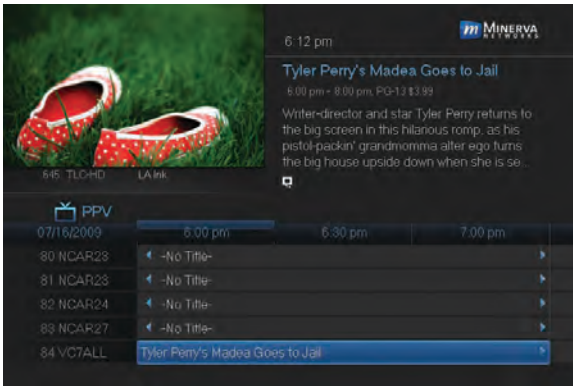 6:12 pm
m MINERVA
NETWORKS
Tyler Perry's Madea Goes to Jail
6:00 pm - 8:00 pm, PG-13 $3.99
Writer-director and star Tyler Perry returns to
the big screen in this hilarious romp, as his
pistol-packin' grandmomma alter ego turns
the big house upside down when she is se...
645. TLC-HD LA Ink
PPV
07/16/2009 6:00 pm 6:30 pm 7:00 pm
80 NCAR23 -No Title-
81 NCAR23 -No Title-
82 NCAR24 -No Title-
83 NCAR27 -No Title-
84 VC7ALL Tyler Perry's Madea Goes to Jail